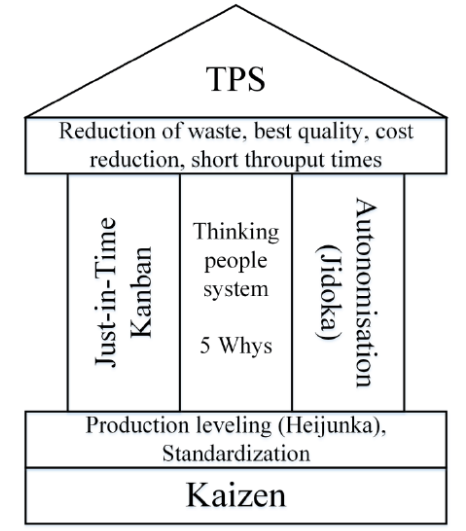 TPS
Reduction of waste, best quality, cost
reduction, short throuput times
Just-in-Time
Kanban
Thinking
people
system
5 Whys
Autonomisation
(Jidoka)
Production leveling (Heijunka),
Standardization
Kaizen